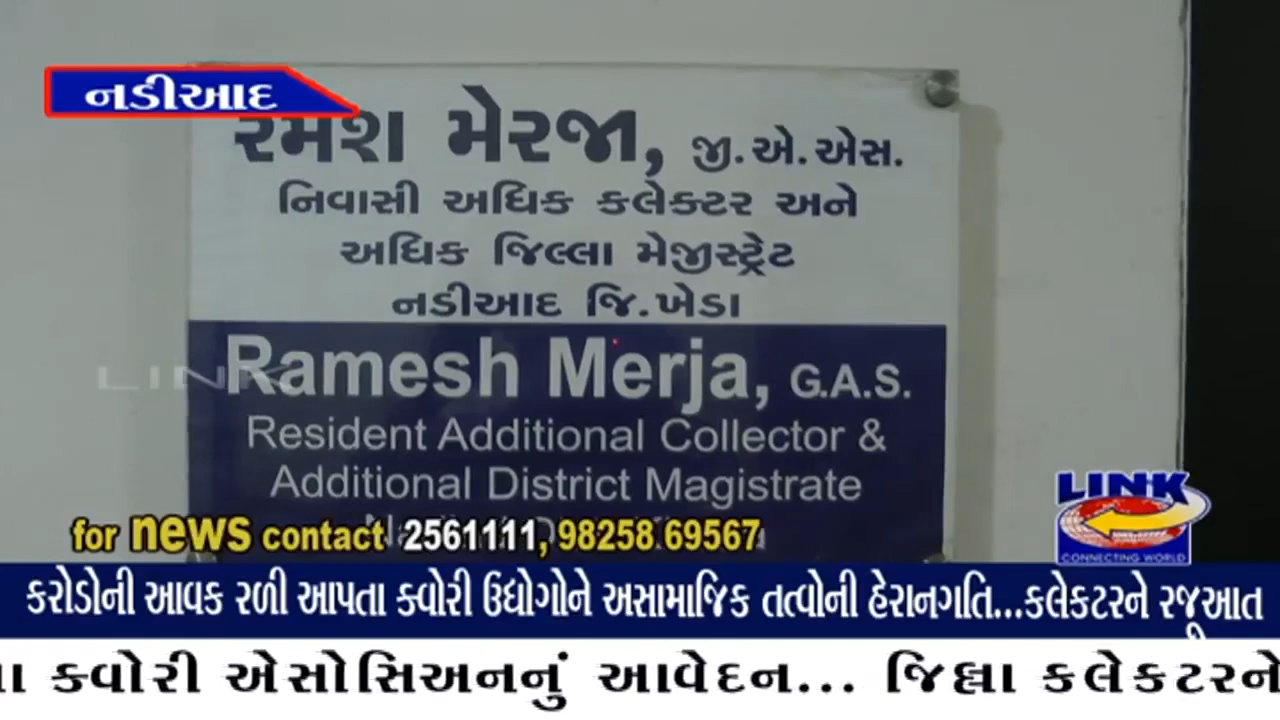 નડીઆદ
રમેશ મેરજા, જી.એ.એસ.
નિવાસી અધિક કલેક્ટર અને
અધિક જિલ્લા મેજીસ્ટ્રેટ
નડીઆદ જિ.ખેડા
Ramesh Merja, G.A.S.
LINK
Resident Additional Collector &
Additional District Magistrate
for news contact 2561111, 98258 69567
LINK
CONNECTING WORLD
કરોડોની આવક રળી આપતા ક્વોરી ઉદ્યોગોને અસામાજિક તત્વોની હેરાનગતિ...કલેકટરને રજૂઆત
ક્વોરી એસોસિઅનનું આવેદન... જિલ્લા કલેકટરને